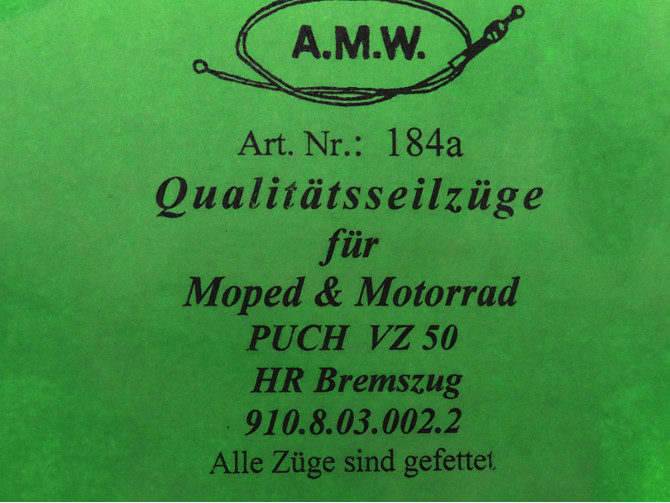 A.M.W.
Art. Nr.: 184a
Qualitätsseilzüge
für
Moped & Motorrad
PUCH VZ 50
HR Bremszug
910.8.03.002.2
Alle Züge sind gefettet